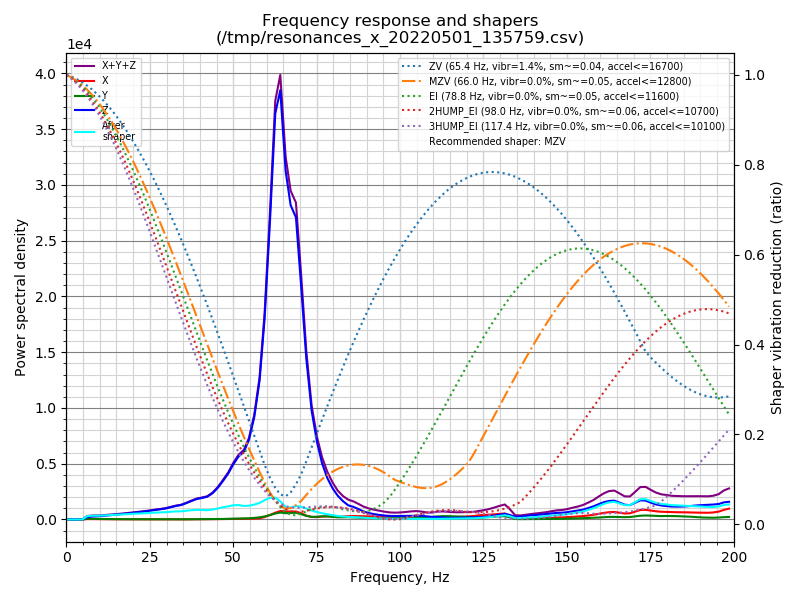 Frequency response and shapers
(/tmp/resonances_x_20220501_135759.csv)
1e4
X+Y+Z
X
Y
Z
After
shaper
ZV (65.4 Hz, vibr=1.4%, sm~=0.04, accel<=16700)
MZV (66.0 Hz, vibr=0.0%, sm~=0.05, accel<=12800)
EI (78.8 Hz, vibr=0.0%, sm~=0.05, accel<=11600)
2HUMP_EI (98.0 Hz, vibr=0.0%, sm~=0.06, accel<=10700)
3HUMP_EI (117.4 Hz, vibr=0.0%, sm~=0.06, accel<=10100)
Recommended shaper: MZV
4.0
3.5
3.0
2.5
2.0
1.5
1.0
0.5
0.0
Power spectral density
1.0
0.8
0.6
0.4
0.2
0.0
Shaper vibration reduction (ratio)
0 25 50 75 100 125 150 175 200
Frequency, Hz